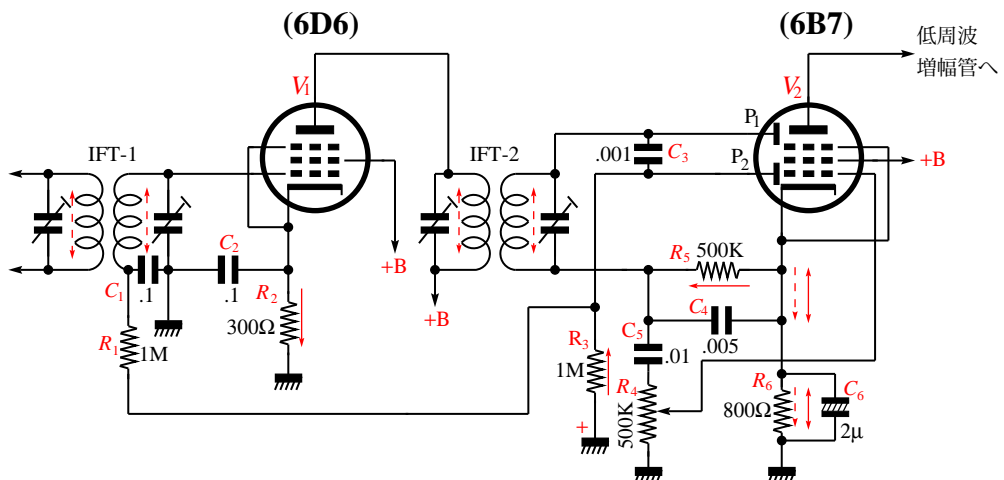 (6D6)
(6B7)
低周波
増幅管へ
V1
V2
P1
P2
IFT-1
IFT-2
.001
C3
+B
+B
+B
C2
.1
C1
.1
R5
500K
R2
300Ω
R1
1M
C4
.005
C5
.01
R3
1M
R4
500K
+
R6
800Ω
C6
2μ